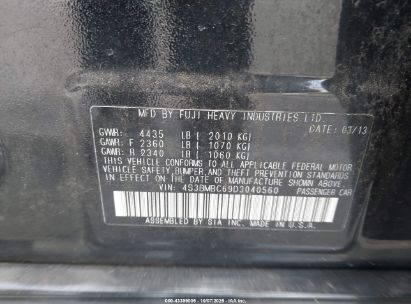 MFD BY FUJI HEAVY INDUSTRIES LTD.
DATE: 03/13
GVWR: 4435 LB [ 2010 KG]
GAWR: F 2360 LB [ 1070 KG]
GAWR: R 2340 LB [ 1060 KG]
THIS VEHICLE CONFORMS TO ALL APPLICABLE FEDERAL
MOTOR VEHICLE SAFETY, BUMPER, AND THEFT
PREVENTION STANDARDS IN EFFECT ON THE DATE OF
MANUFACTURE SHOWN ABOVE.
VIN: 4S3BMBC69D3040560
PASSENGER CAR
ASSEMBLED BY SIA INC. MADE IN U.S.A.